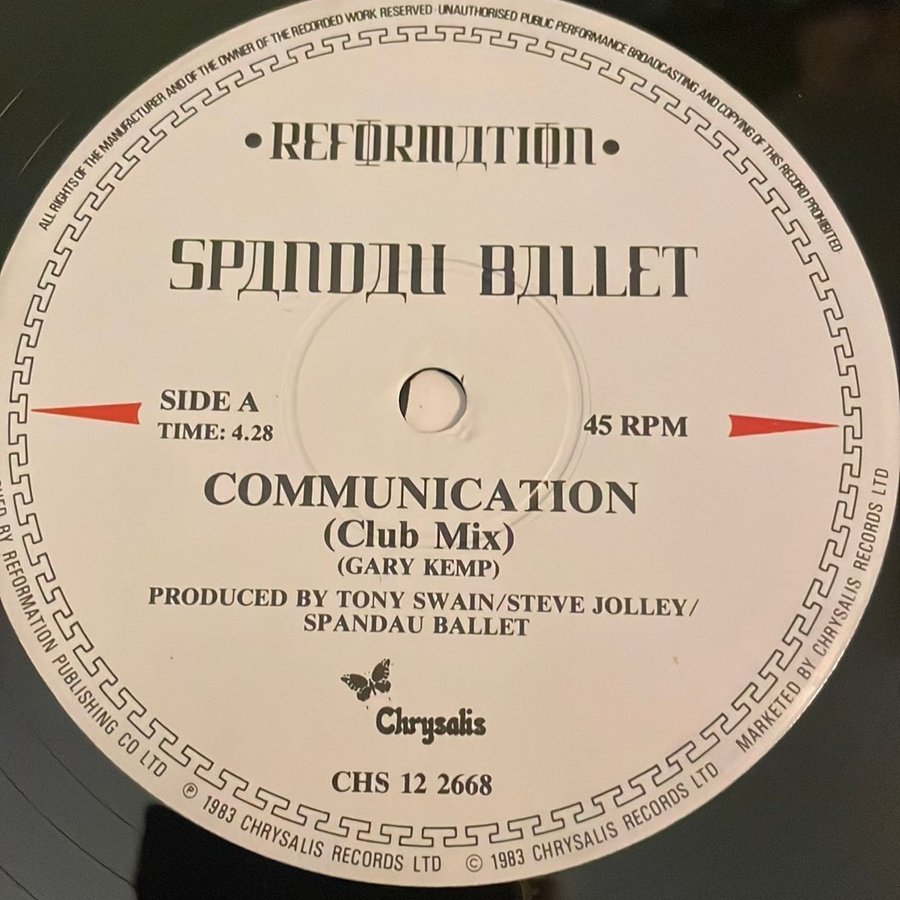 ALL RIGHTS OF THE MANUFACTURER AND OF THE OWNER OF THE RECORDED WORK RESERVED · UNAUTHORISED PUBLIC PERFORMANCE BROADCASTING AND COPYING OF THIS RECORD PROHIBITED
•REFORMATION•
SPANDAU BALLET
SIDE A
TIME: 4.28
45 RPM
COMMUNICATION
(Club Mix)
(GARY KEMP)
PRODUCED BY TONY SWAIN/STEVE JOLLEY/
SPANDAU BALLET
Chrysalis
CHS 12 2668
BY REFORMATION PUBLISHING CO LTD
℗ 1983 CHRYSALIS RECORDS LTD
© 1983 CHRYSALIS RECORDS LTD
MARKETED BY CHRYSALIS RECORDS LTD